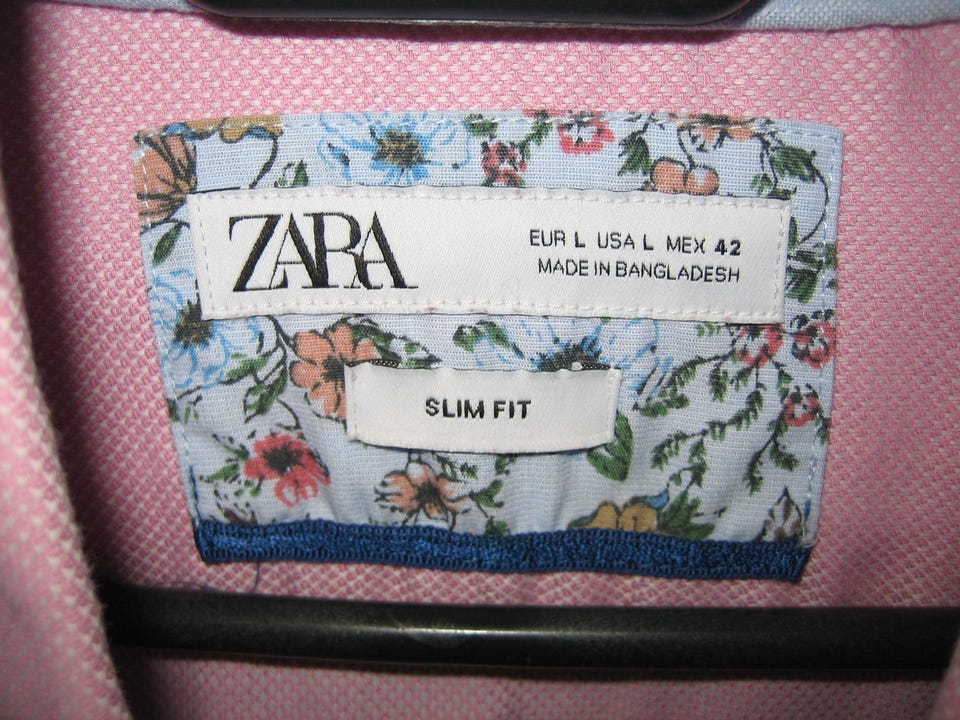 ZARA
EUR L USA L MEX 42
MADE IN BANGLADESH
SLIM FIT